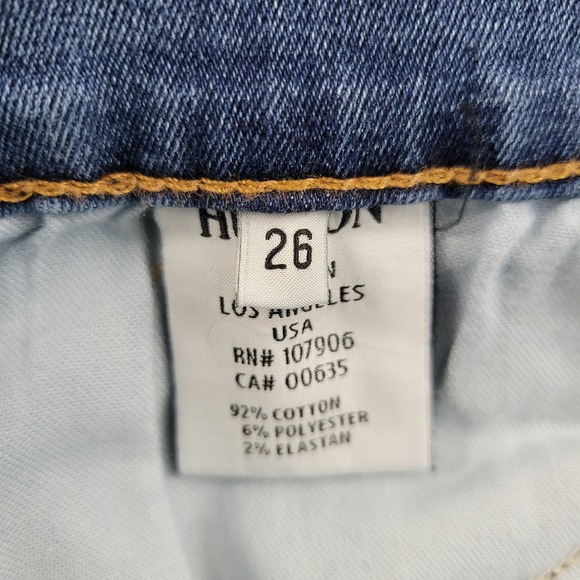 26
LOS ANGELES
USA
RN# 107906
CA# 00635
92% COTTON
6% POLYESTER
2% ELASTAN